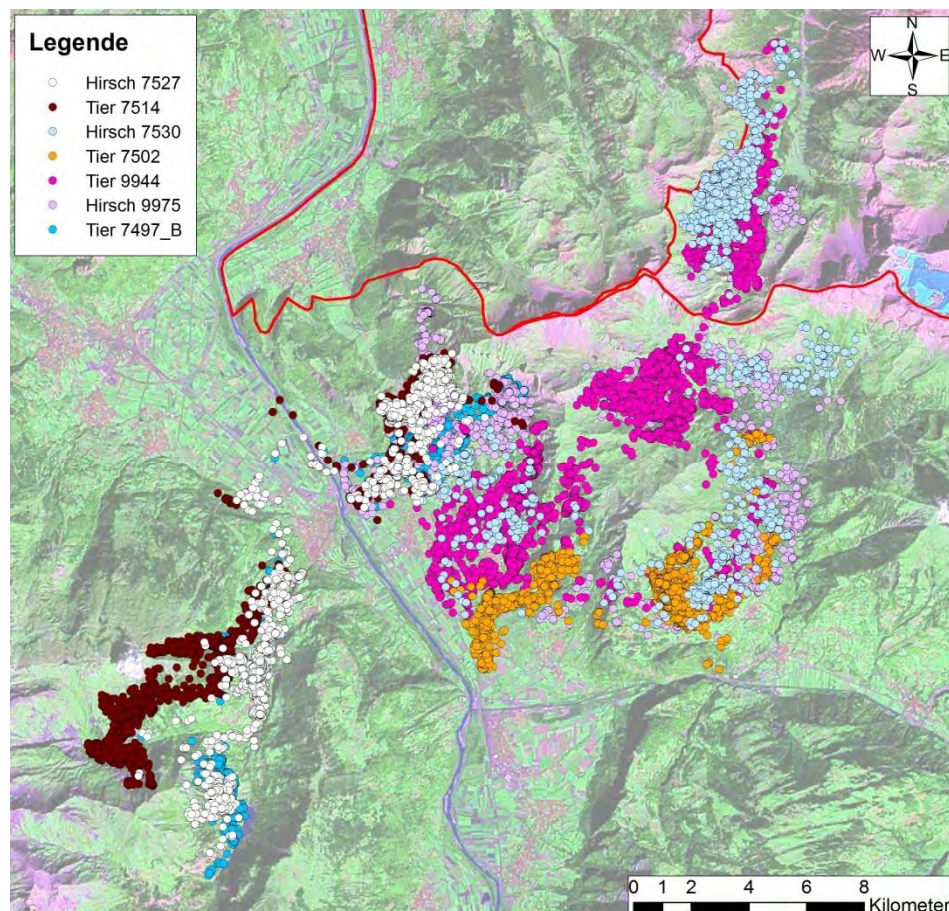 Legende
Hirsch 7527
Tier 7514
Hirsch 7530
Tier 7502
Tier 9944
Hirsch 9975
Tier 7497_B
N
W E
S
0 1 2 4 6 8
Kilometer